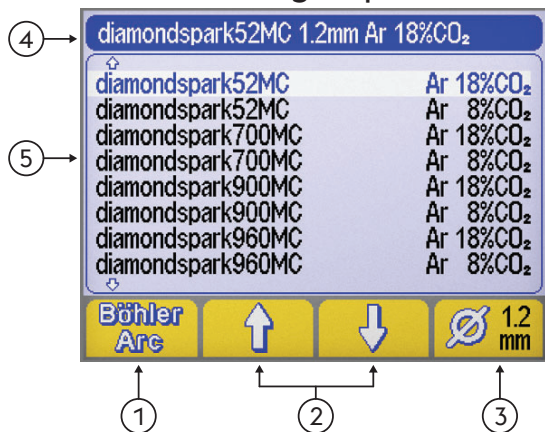 diamondspark52MC 1.2mm Ar 18%CO₂
diamondspark52MC Ar 18%CO₂
diamondspark52MC Ar 8%CO₂
diamondspark700MC Ar 18%CO₂
diamondspark700MC Ar 8%CO₂
diamondspark900MC Ar 18%CO₂
diamondspark900MC Ar 8%CO₂
diamondspark960MC Ar 18%CO₂
diamondspark960MC Ar 8%CO₂
Böhler
Arc
Ø 1.2
mm
4
5
1
2
3